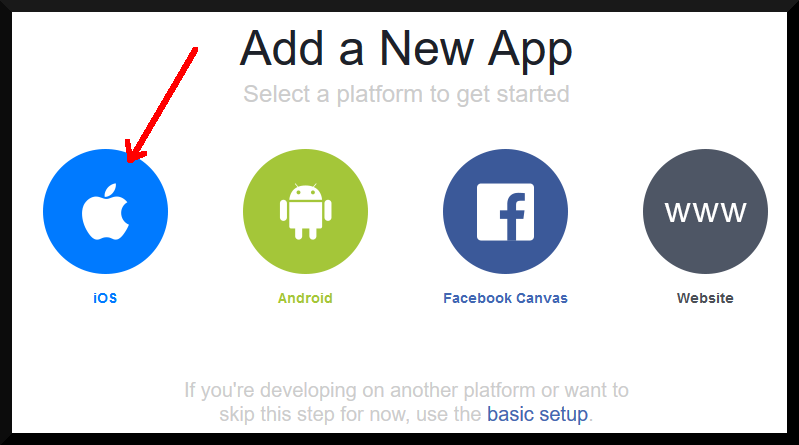 Add a New App
Select a platform to get started
www
iOS
Android
Facebook Canvas
Website
If you're developing on another platform or want to
skip this step for now, use the basic setup.